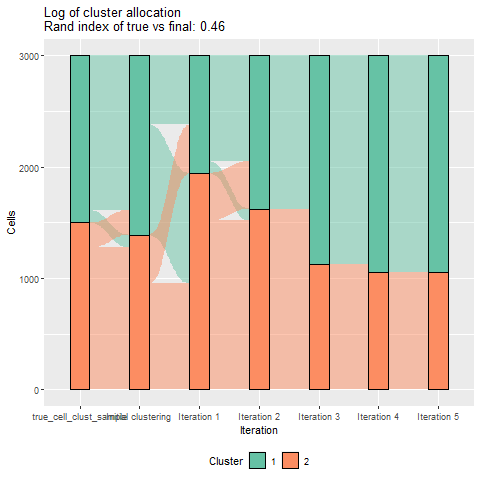 Log of cluster allocation
Rand index of true vs final: 0.46
3000
2000
1000
0
Cells
true_cell_clust_sample Initial clustering Iteration 1 Iteration 2 Iteration 3 Iteration 4 Iteration 5
Iteration
Cluster 1 2